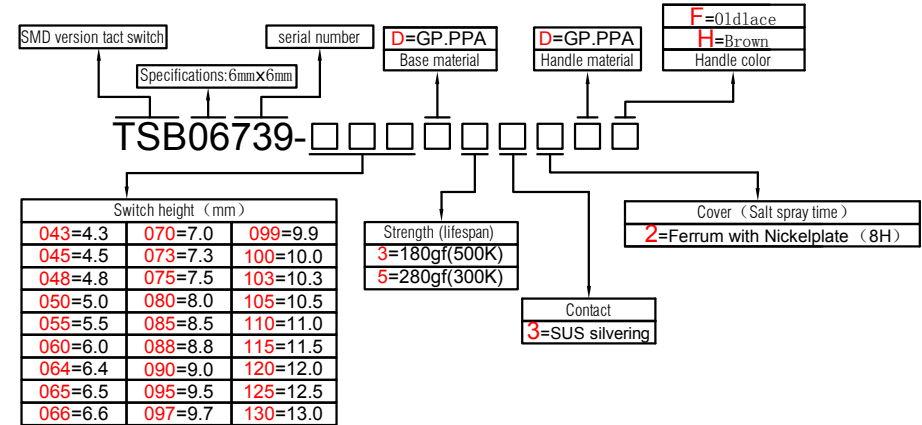 SMD version tact switch
serial number
Specifications:6mm×6mm
D=GP.PPA
Base material
D=GP.PPA
Handle material
F=Oldlace
H=Brown
Handle color
TSB06739-□□□□□□□□□
Switch height（mm）
043=4.3 070=7.0 099=9.9
045=4.5 073=7.3 100=10.0
048=4.8 075=7.5 103=10.3
050=5.0 080=8.0 105=10.5
055=5.5 085=8.5 110=11.0
060=6.0 088=8.8 115=11.5
064=6.4 090=9.0 120=12.0
065=6.5 095=9.5 125=12.5
066=6.6 097=9.7 130=13.0
Strength (lifespan)
3=180gf(500K)
5=280gf(300K)
Contact
3=SUS silvering
Cover（Salt spray time）
2=Ferrum with Nickelplate（8H）